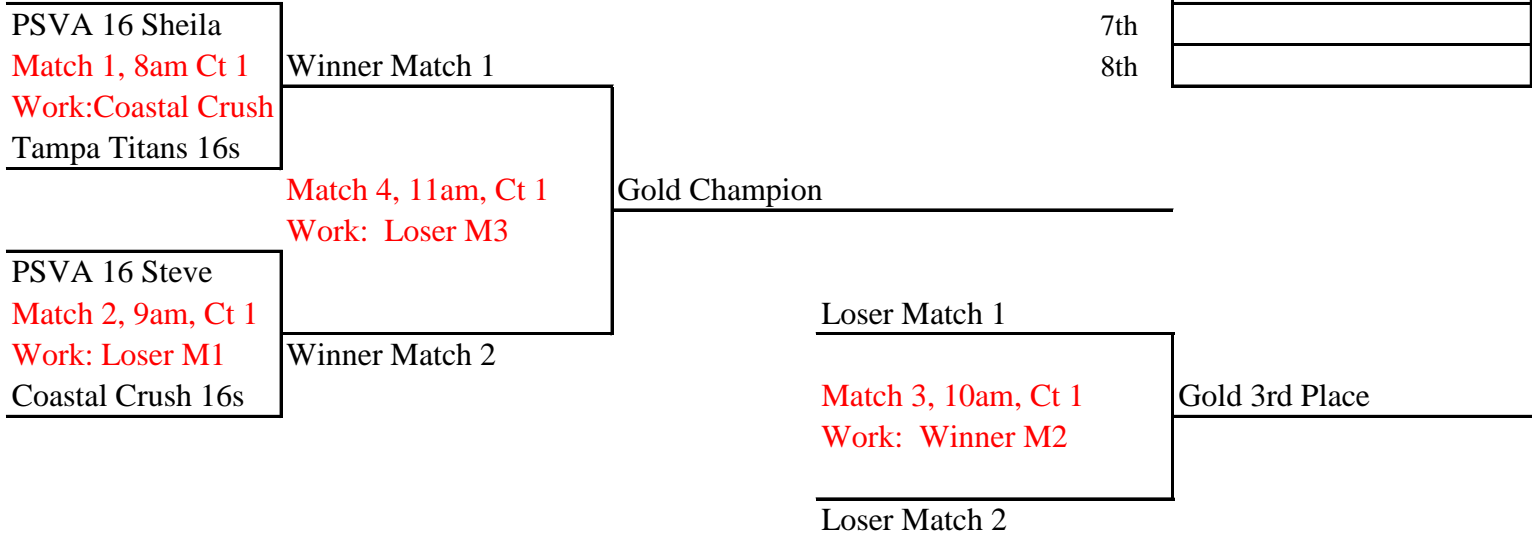 PSVA 16 Sheila
7th
Match 1, 8am Ct 1
Winner Match 1
8th
Work:Coastal Crush
Tampa Titans 16s
Match 4, 11am, Ct 1
Gold Champion
Work: Loser M3
PSVA 16 Steve
Match 2, 9am, Ct 1
Loser Match 1
Work: Loser M1
Winner Match 2
Coastal Crush 16s
Match 3, 10am, Ct 1
Gold 3rd Place
Work: Winner M2
Loser Match 2